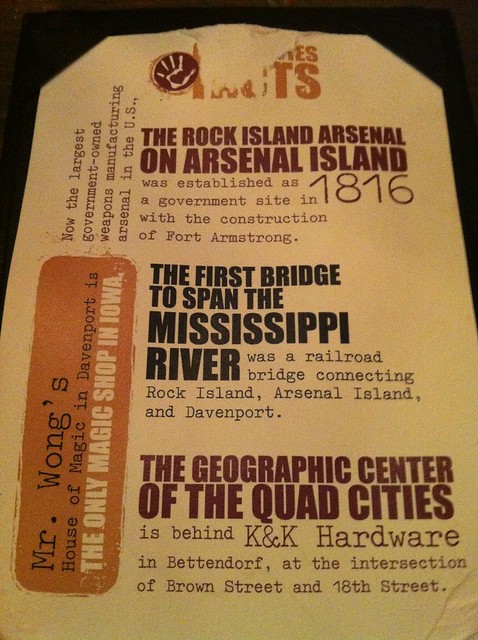 THE ROCK ISLAND ARSENAL
ON ARSENAL ISLAND
was established as
a government site in 1816
with the construction
of Fort Armstrong.
Now the largest
government-owned
weapons manufacturing
arsenal in the U.S.,
THE FIRST BRIDGE
TO SPAN THE
MISSISSIPPI
RIVER was a railroad
bridge connecting
Rock Island, Arsenal Island,
and Davenport.
Mr. Wong's
House of Magic in Davenport is
THE ONLY MAGIC SHOP IN IOWA.
THE GEOGRAPHIC CENTER
OF THE QUAD CITIES
is behind K&K Hardware
in Bettendorf, at the intersection
of Brown Street and 18th Street.